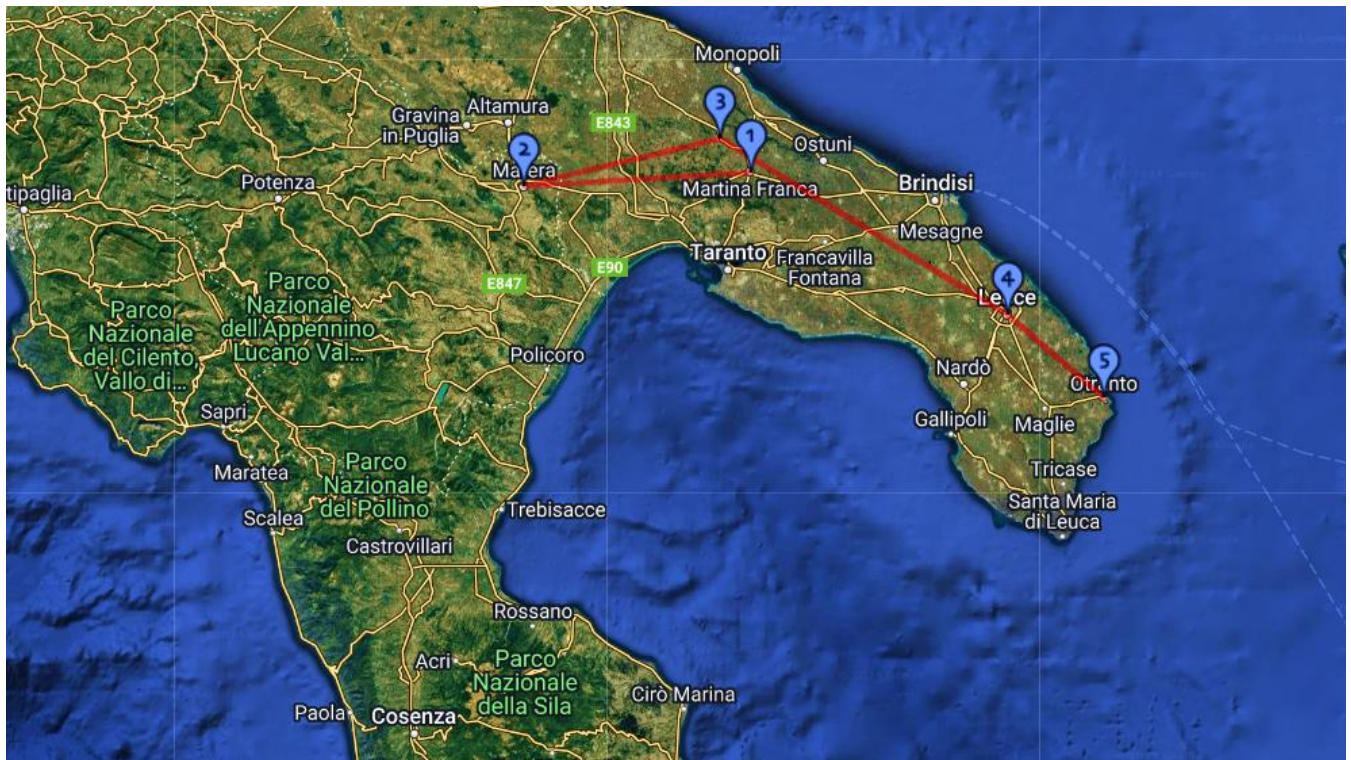 Monopoli
Altamura
Gravina
in Puglia
E843
3
1
2
Ostuni
Matera
tipaglia
Potenza
Martina Franca
Brindisi
Mesagne
Taranto
Francavilla
Fontana
E90
E847
Parco
Nazionale
dell'Appennino
Lucano Val...
Parco
Nazionale
del Cilento,
Vallo di...
4
Lecce
Policoro
5
Otranto
Nardò
Sapri
Gallipoli
Maglie
Maratea
Parco
Nazionale
del Pollino
Tricase
Santa Maria
di Leuca
Scalea
Trebisacce
Castrovillari
Rossano
Acri
Parco
Nazionale
della Sila
Cirò Marina
Paola
Cosenza